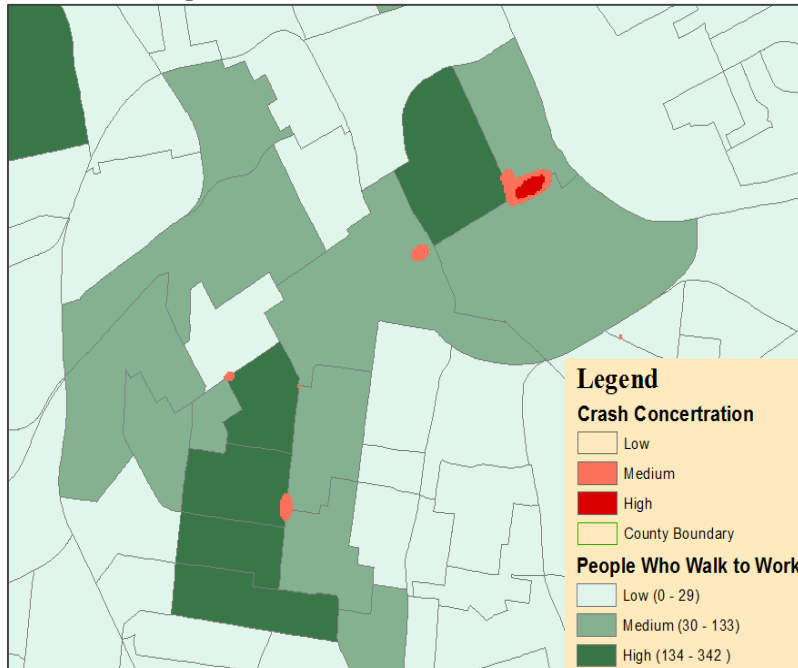 Legend
Crash Concertration
Low
Medium
High
County Boundary
People Who Walk to Work
Low (0 - 29)
Medium (30 - 133)
High (134 - 342 )